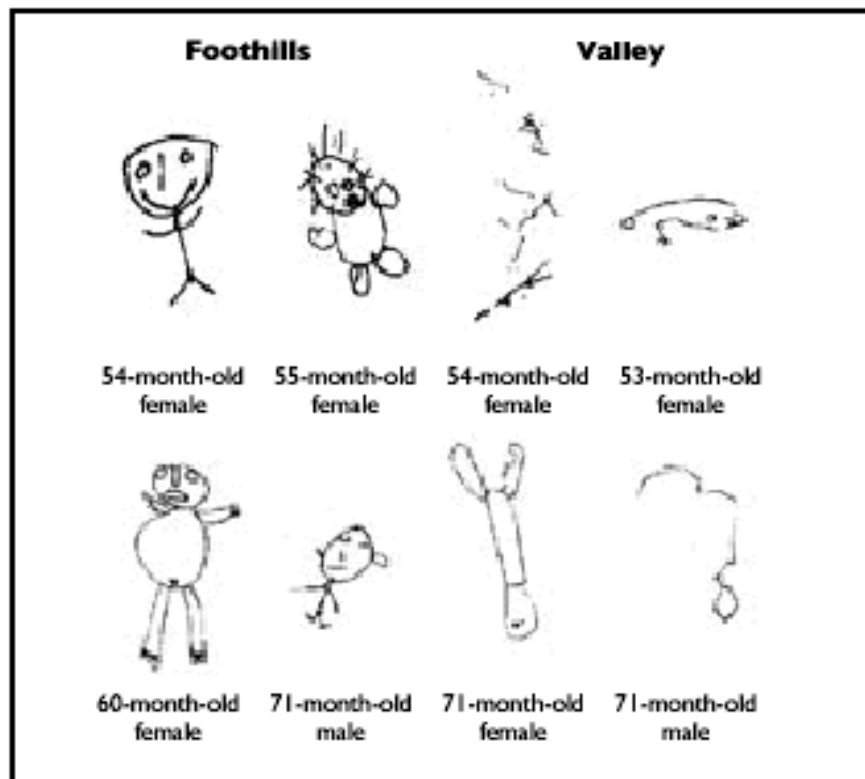 Foothills
Valley
54-month-old
female
55-month-old
female
54-month-old
female
53-month-old
female
60-month-old
female
71-month-old
male
71-month-old
female
71-month-old
male